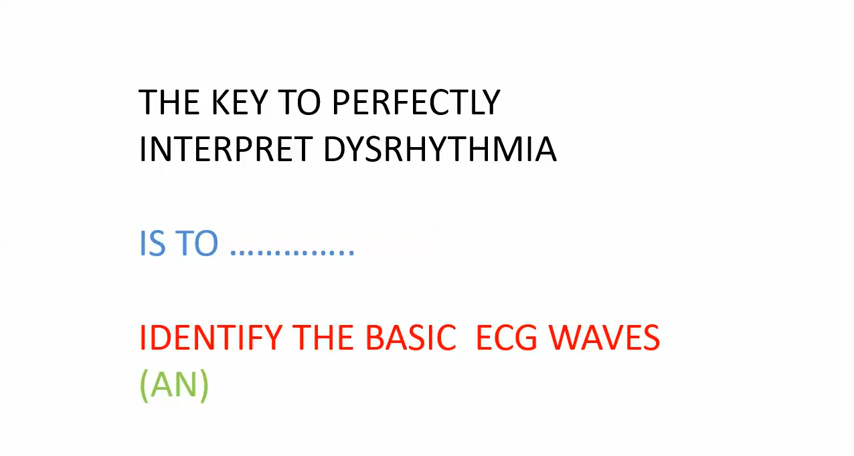 THE KEY TO PERFECTLY
INTERPRET DYSRHYTHMIA
IS TO …………..
IDENTIFY THE BASIC ECG WAVES
(AN)